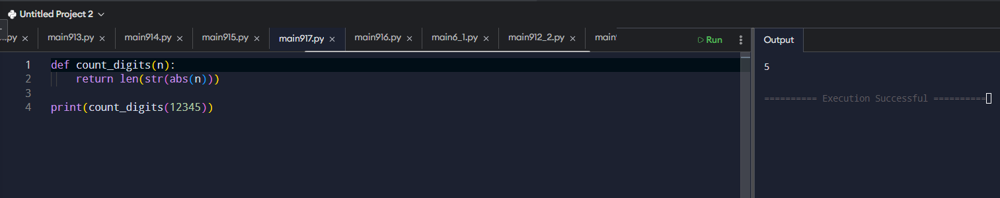 Untitled Project 2
...py × main913.py × main914.py × main915.py × main917.py × main916.py × main6_1.py × main912_2.py × main
Run
Output
1 def count_digits(n):
2     return len(str(abs(n)))
3
4 print(count_digits(12345))
5
========== Execution Successful ==========